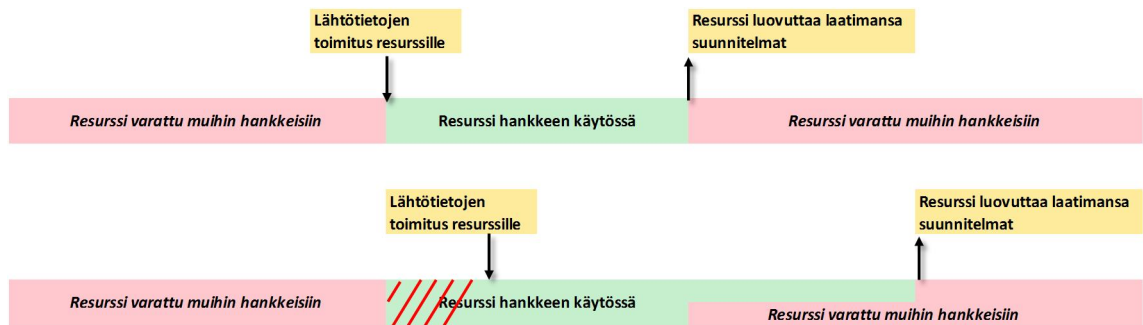 Lähtötietojen
toimitus resurssille
Resurssi luovuttaa laatimansa
suunnitelmat
Resurssi varattu muihin hankkeisiin
Resurssi hankkeen käytössä
Resurssi varattu muihin hankkeisiin
Lähtötietojen
toimitus resurssille
Resurssi luovuttaa laatimansa
suunnitelmat
Resurssi varattu muihin hankkeisiin
Resurssi hankkeen käytössä
Resurssi varattu muihin hankkeisiin